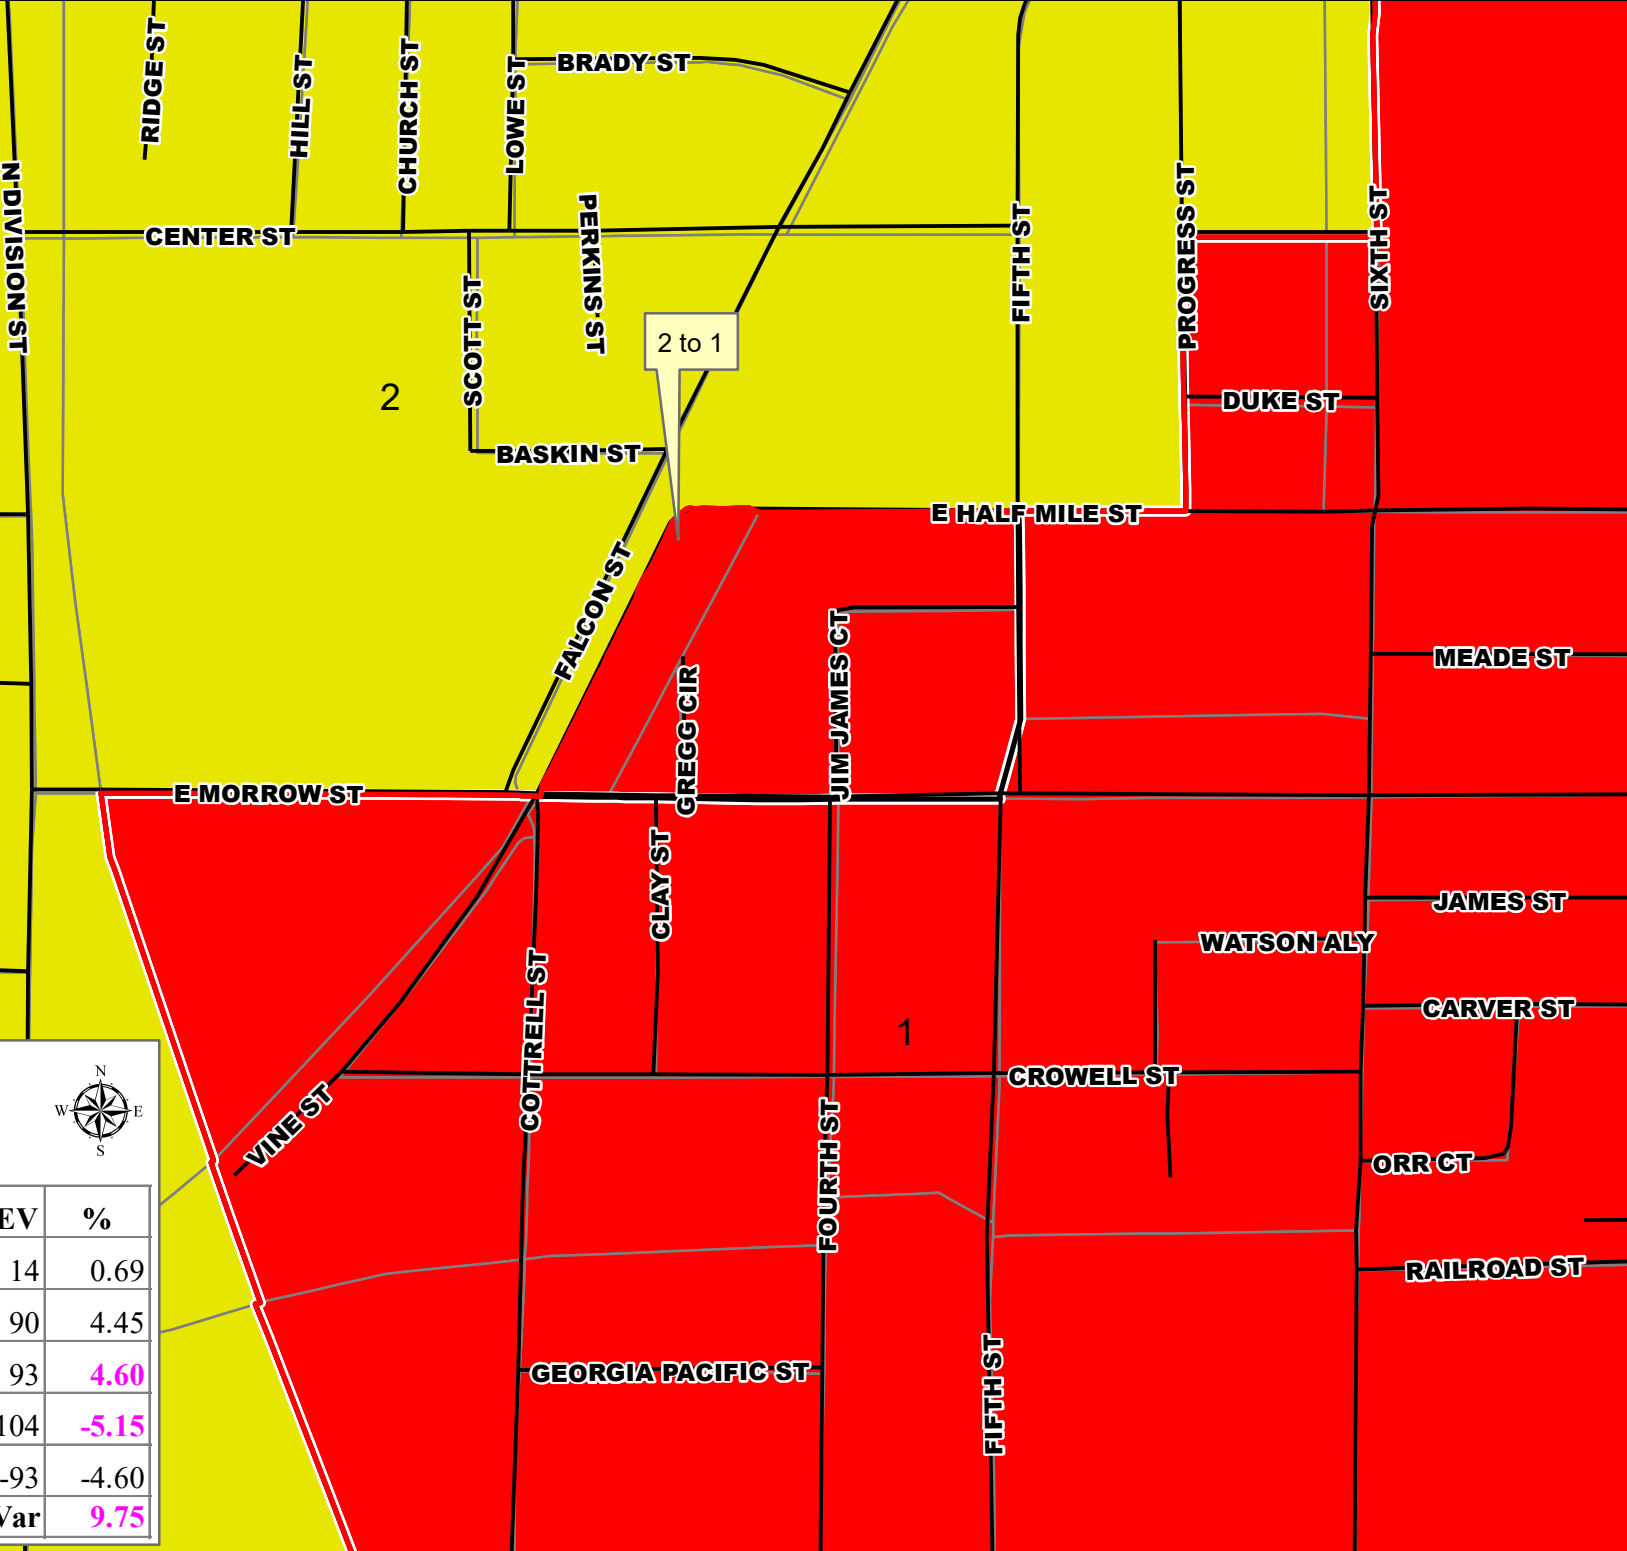 RIDGE ST
HILL ST
CHURCH ST
LOWE ST
BRADY ST
N DIVISION ST
CENTER ST
SCOTT ST
PERKINS ST
FIFTH ST
PROGRESS ST
SIXTH ST
2 to 1
2
DUKE ST
BASKIN ST
E HALF MILE ST
FALCON ST
GREGG CIR
JIM JAMES CT
MEADE ST
E MORROW ST
CLAY ST
JAMES ST
WATSON ALY
COTTRELL ST
1
CARVER ST
CROWELL ST
VINE ST
FOURTH ST
ORR CT
RAILROAD ST
GEORGIA PACIFIC ST
FIFTH ST
N
W E
S
EV %
14 0.69
90 4.45
93 4.60
104 -5.15
-93 -4.60
Var 9.75